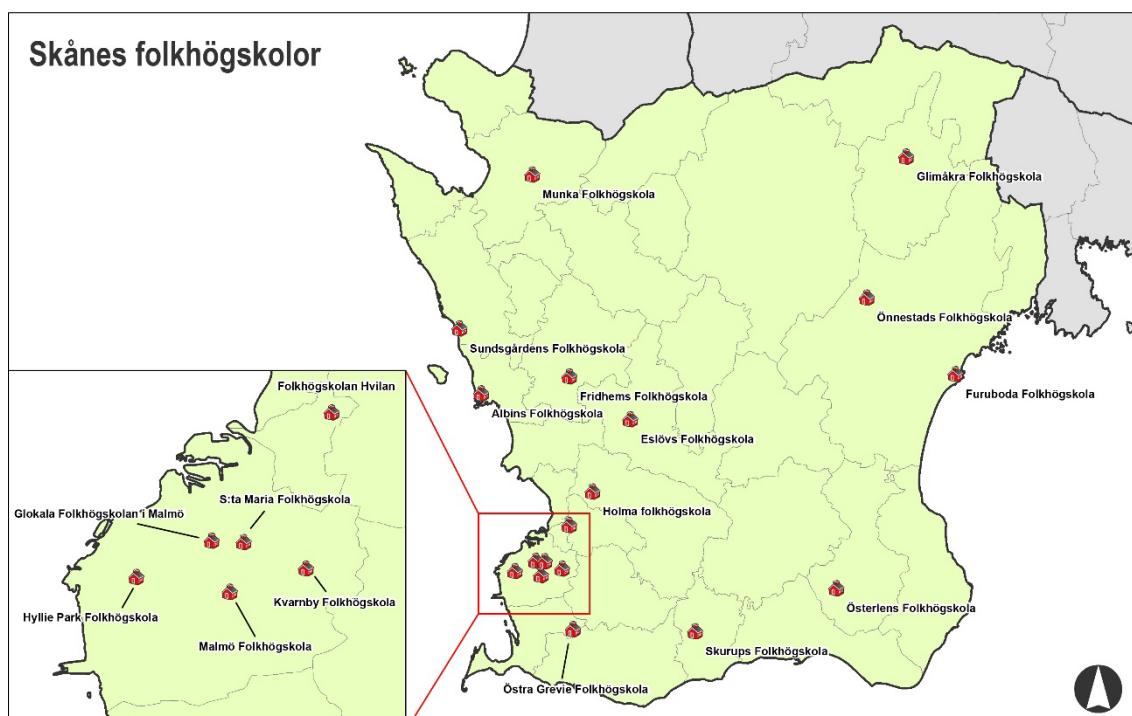 Skånes folkhögskolor
Munka Folkhögskola
Glimåkra Folkhögskola
Önnestads Folkhögskola
Sundsgårdens Folkhögskola
Fridhems Folkhögskola
Furuboda Folkhögskola
Albins Folkhögskola
Eslövs Folkhögskola
Folkhögskolan Hvilan
S:ta Maria Folkhögskola
Glokala Folkhögskolan i Malmö
Holma folkhögskola
Kvarnby Folkhögskola
Hyllie Park Folkhögskola
Malmö Folkhögskola
Österlens Folkhögskola
Skurups Folkhögskola
Östra Grevie Folkhögskola